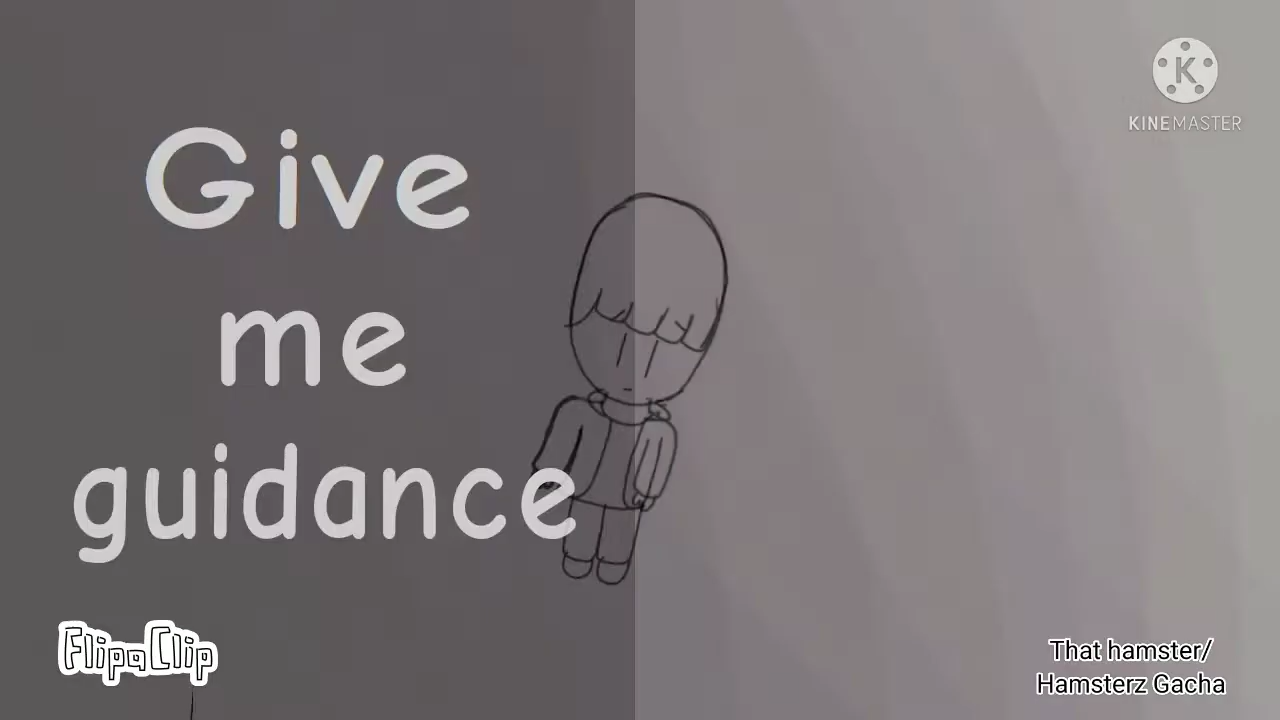 K
KINEMASTER
Give
me
guidance
FlipaClip
That hamster/
Hamsterz Gacha